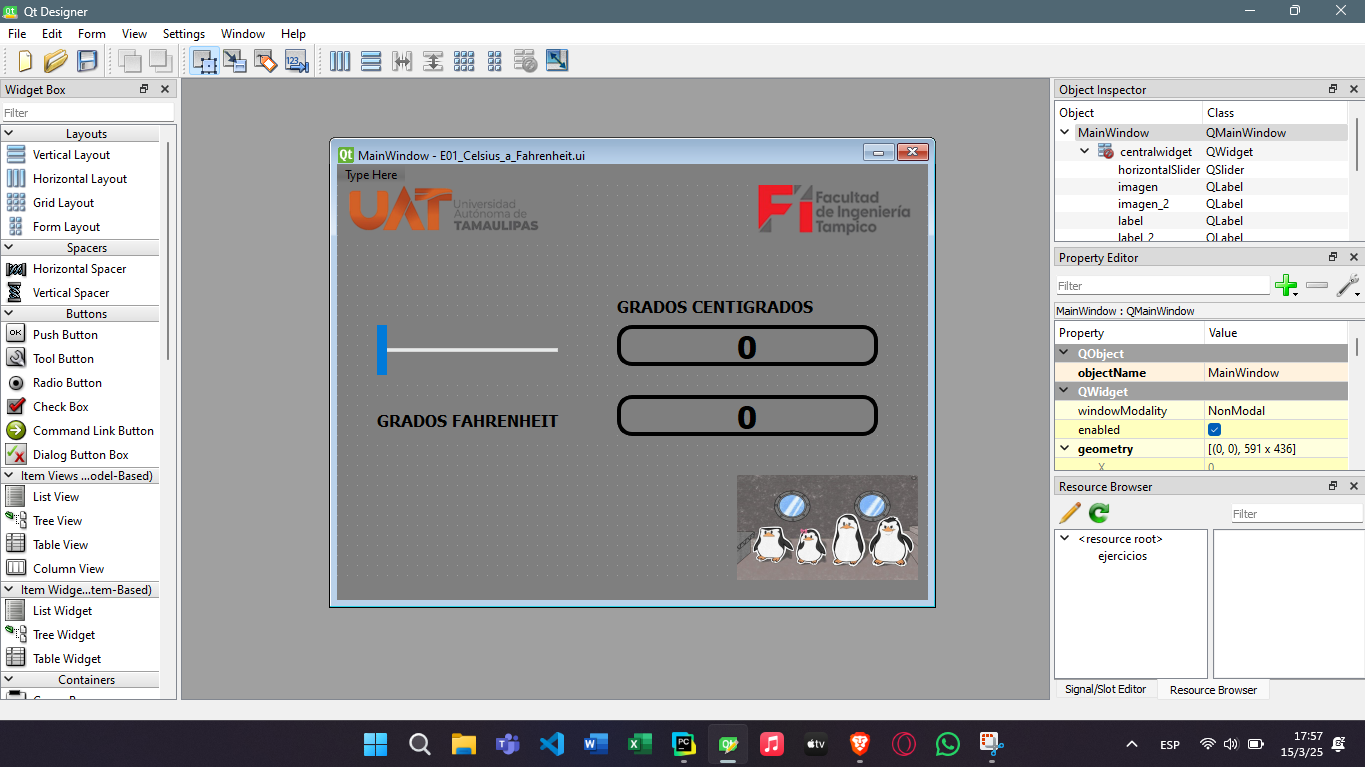 Qt Designer
File Edit Form View Settings Window Help
Widget Box
Filter
Layouts
Vertical Layout
Horizontal Layout
Grid Layout
Form Layout
Spacers
Horizontal Spacer
Vertical Spacer
Buttons
OK Push Button
Tool Button
Radio Button
Check Box
Command Link Button
Dialog Button Box
Item Views ...odel-Based)
List View
Tree View
Table View
Column View
Item Widge...tem-Based)
List Widget
Tree Widget
Table Widget
Containers
Qt MainWindow - E01_Celsius_a_Fahrenheit.ui
Type Here
UAT
Universidad
Autónoma de
TAMAULIPAS
Fi
Facultad
de Ingeniería
Tampico
GRADOS CENTIGRADOS
0
GRADOS FAHRENHEIT
0
Object Inspector
Object Class
MainWindow QMainWindow
centralwidget QWidget
horizontalSlider QSlider
imagen QLabel
imagen_2 QLabel
label QLabel
label_2 QLabel
Property Editor
Filter
MainWindow : QMainWindow
Property Value
QObject
objectName MainWindow
QWidget
windowModality NonModal
enabled
geometry [(0, 0), 591 x 436]
X 0
Resource Browser
Filter
<resource root>
ejercicios
Signal/Slot Editor Resource Browser
ESP
17:57
15/3/25